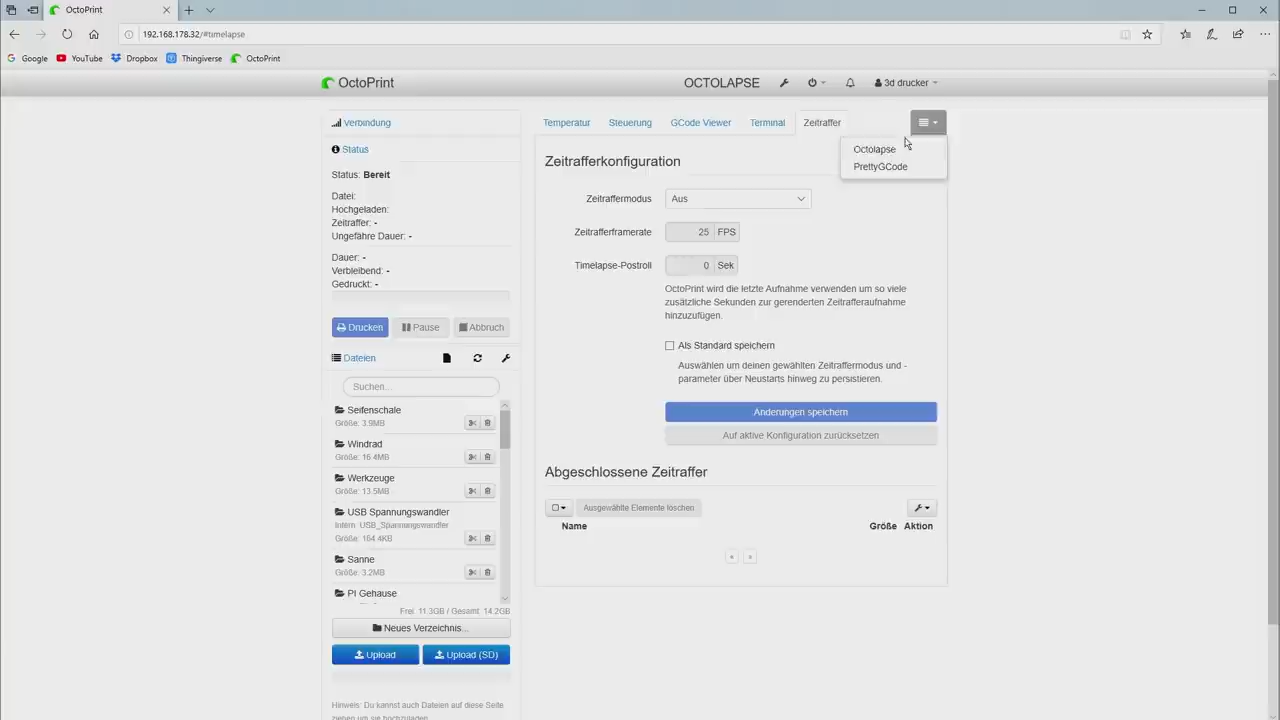 OctoPrint
192.168.178.32/#timelapse
Google YouTube Dropbox Thingiverse OctoPrint
OctoPrint OCTOLAPSE 3d drucker
Verbindung
Status
Status: Bereit
Datei:
Hochgeladen:
Zeitraffer: -
Ungefähre Dauer: -
Dauer: -
Verbleibend: -
Gedruckt: -
Drucken Pause Abbruch
Dateien
Suchen...
Seifenschale
Größe: 3.9MB
Windrad
Größe: 16.4MB
Werkzeuge
Größe: 13.5MB
USB Spannungswandler
Intern: USB_Spannungswandler
Größe: 164.4KB
Sanne
Größe: 3.2MB
PI Gehäuse
Frei: 11.3GB / Gesamt: 14.2GB
Neues Verzeichnis...
Upload Upload (SD)
Hinweis: Du kannst auch Dateien auf diese Seite
ziehen um sie hochzuladen.
Temperatur Steuerung GCode Viewer Terminal Zeitraffer
Octolapse
PrettyGCode
Zeitrafferkonfiguration
Zeitraffermodus Aus
Zeitrafferframerate 25 FPS
Timelapse-Postroll 0 Sek
OctoPrint wird die letzte Aufnahme verwenden um so viele
zusätzliche Sekunden zur gerenderten Zeitrafferaufnahme
hinzuzufügen.
Als Standard speichern
Auswählen um deinen gewählten Zeitraffermodus und -
parameter über Neustarts hinweg zu persistieren.
Änderungen speichern
Auf aktive Konfiguration zurücksetzen
Abgeschlossene Zeitraffer
Ausgewählte Elemente löschen
Name Größe Aktion
« »